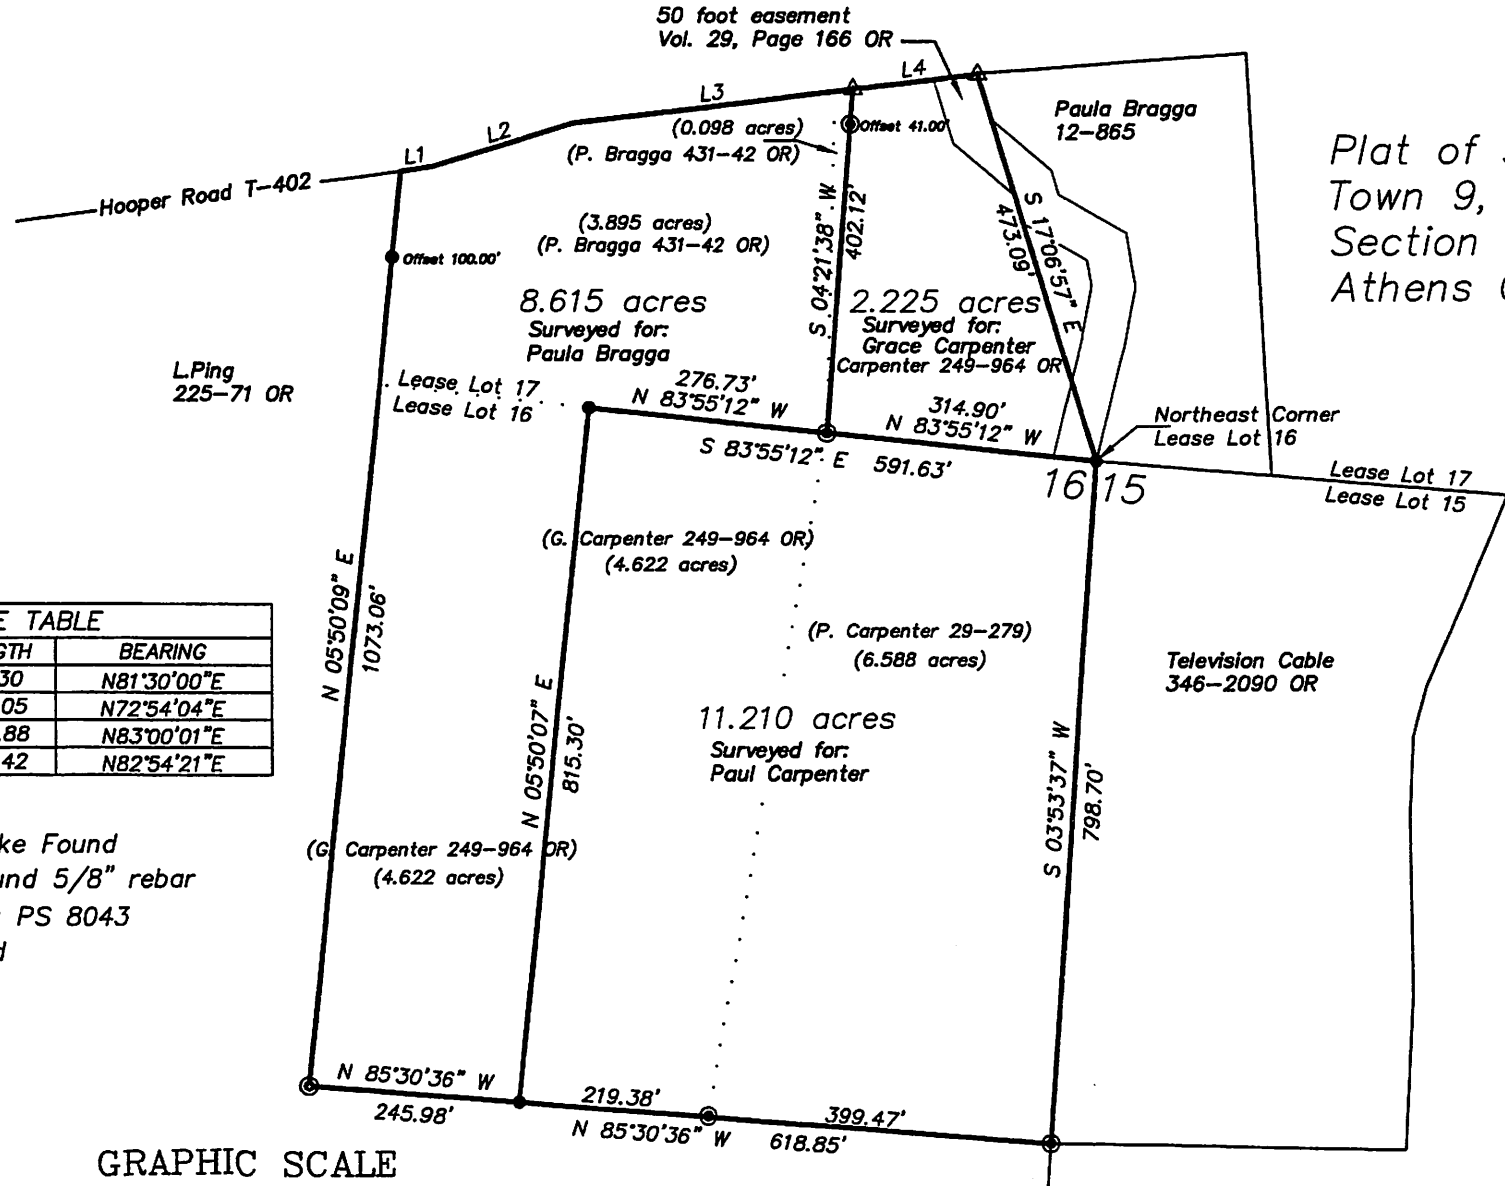 50 foot easement
Vol. 29, Page 166 OR
L4
L3
L2
L1
Hooper Road T-402
(0.098 acres)
(P. Bragga 431-42 OR)
Offset 41.00'
Paula Bragga
12-865
Plat of
Town 9,
Section
Athens
(3.895 acres)
(P. Bragga 431-42 OR)
Offset 100.00'
S 04°21'38" W
402.12'
S 17°06'57" E
473.09'
8.615 acres
Surveyed for:
Paula Bragga
2.225 acres
Surveyed for:
Grace Carpenter
Carpenter 249-964 OR
L.Ping
225-71 OR
Lease Lot 17
Lease Lot 16
276.73'
N 83°55'12" W
314.90'
N 83°55'12" W
S 83°55'12" E 591.63'
Northeast Corner
Lease Lot 16
16 15
Lease Lot 17
Lease Lot 15
(G. Carpenter 249-964 OR)
(4.622 acres)
N 05°50'09" E
1073.06'
(P. Carpenter 29-279)
(6.588 acres)
Television Cable
346-2090 OR
TABLE
BEARING
30 N81°30'00"E
05 N72°54'04"E
.88 N83°00'01"E
42 N82°54'21"E
N 05°50'07" E
815.30'
11.210 acres
Surveyed for:
Paul Carpenter
S 03°53'37" W
798.70'
Found
5/8" rebar
PS 8043
(G. Carpenter 249-964 OR)
(4.622 acres)
N 85°30'36" W
245.98'
219.38'
N 85°30'36" W
399.47'
618.85'
GRAPHIC SCALE